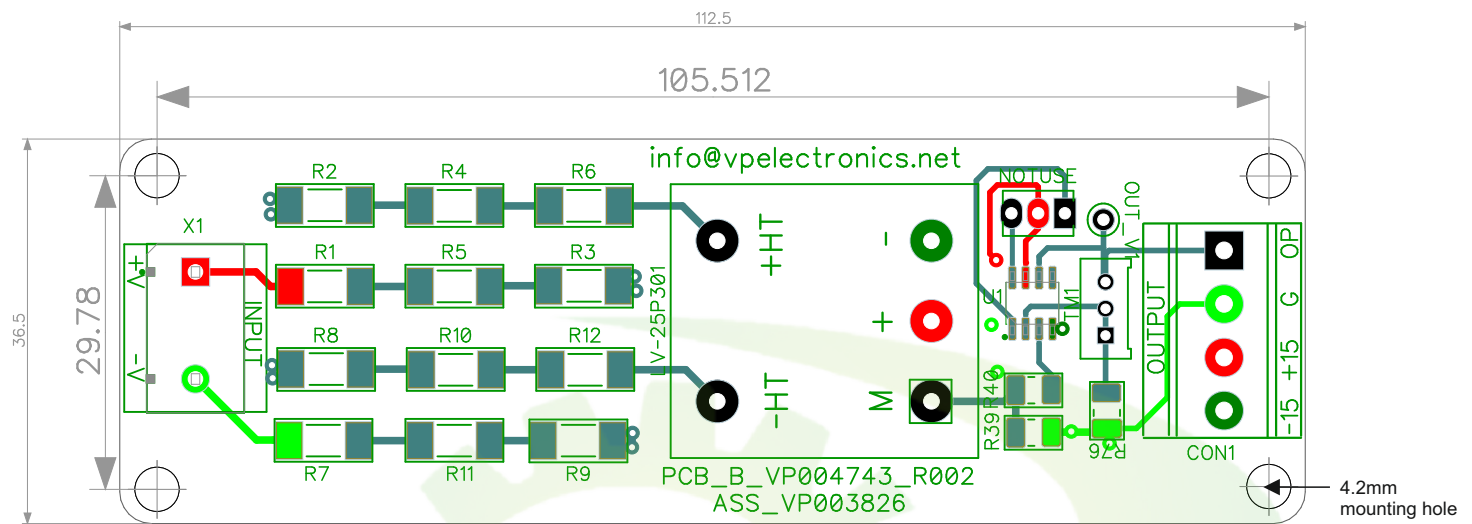 112.5
105.512
info@vpelectronics.net
R2
R4
R6
NOTUSE
OUT_V1
X1
+HT
-
OP
R1
R5
R3
V+
G
LV-25P301
U1
TM1
OUTPUT
+
INPUT
36.5
29.78
R8
R10
R12
+15
V-
-HT
M
R40
R39
-15
R7
R11
R9
R76
CON1
PCB_B_VP004743_R002
ASS_VP003826
4.2mm
mounting hole